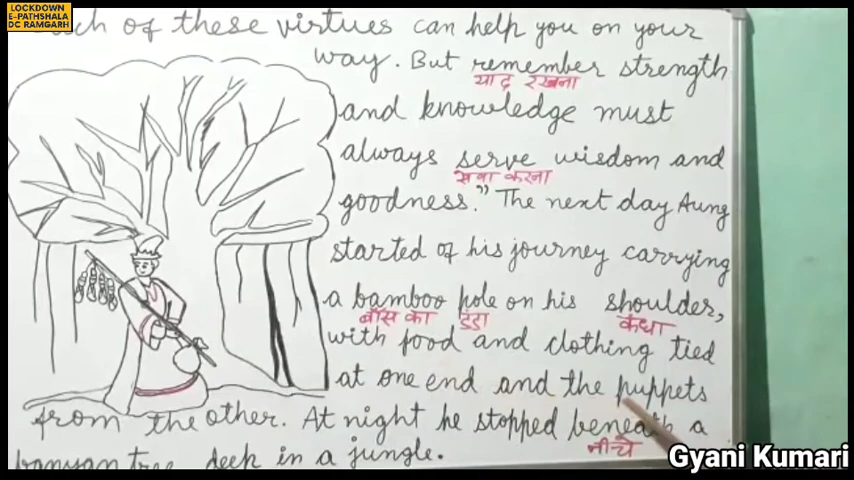 LOCKDOWN
E-PATHSHALA
DC RAMGARH
of these virtues can help you on your
way. But remember strength
याद रखना
and knowledge must
always serve wisdom and
सेवा करना
goodness." The next day Aung
started of his journey carrying
a bamboo pole on his shoulder,
बाँस का डंडा कंधा
with food and clothing tied
at one end and the puppets
from the other. At night he stopped beneath a
नीचे
banyan tree deep in a jungle.
Gyani Kumari